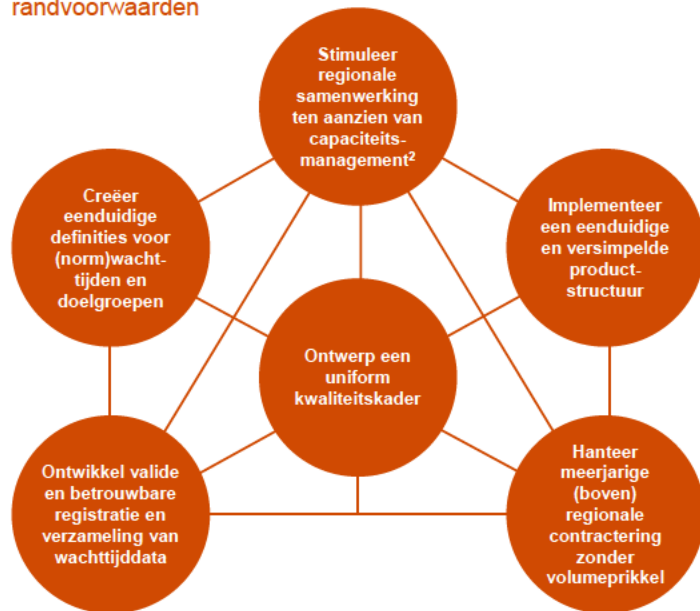 randvoorwaarden
Stimuleer
regionale
samenwerking
ten aanzien van
capaciteits-
management²
Creëer
eenduidige
definities voor
(norm)wacht-
tijden en
doelgroepen
Implementeer
een eenduidige
en versimpelde
product-
structuur
Ontwerp een
uniform
kwaliteitskader
Ontwikkel valide
en betrouwbare
registratie en
verzameling van
wachttijddata
Hanteer
meerjarige
(boven)
regionale
contractering
zonder
volumeprikkel